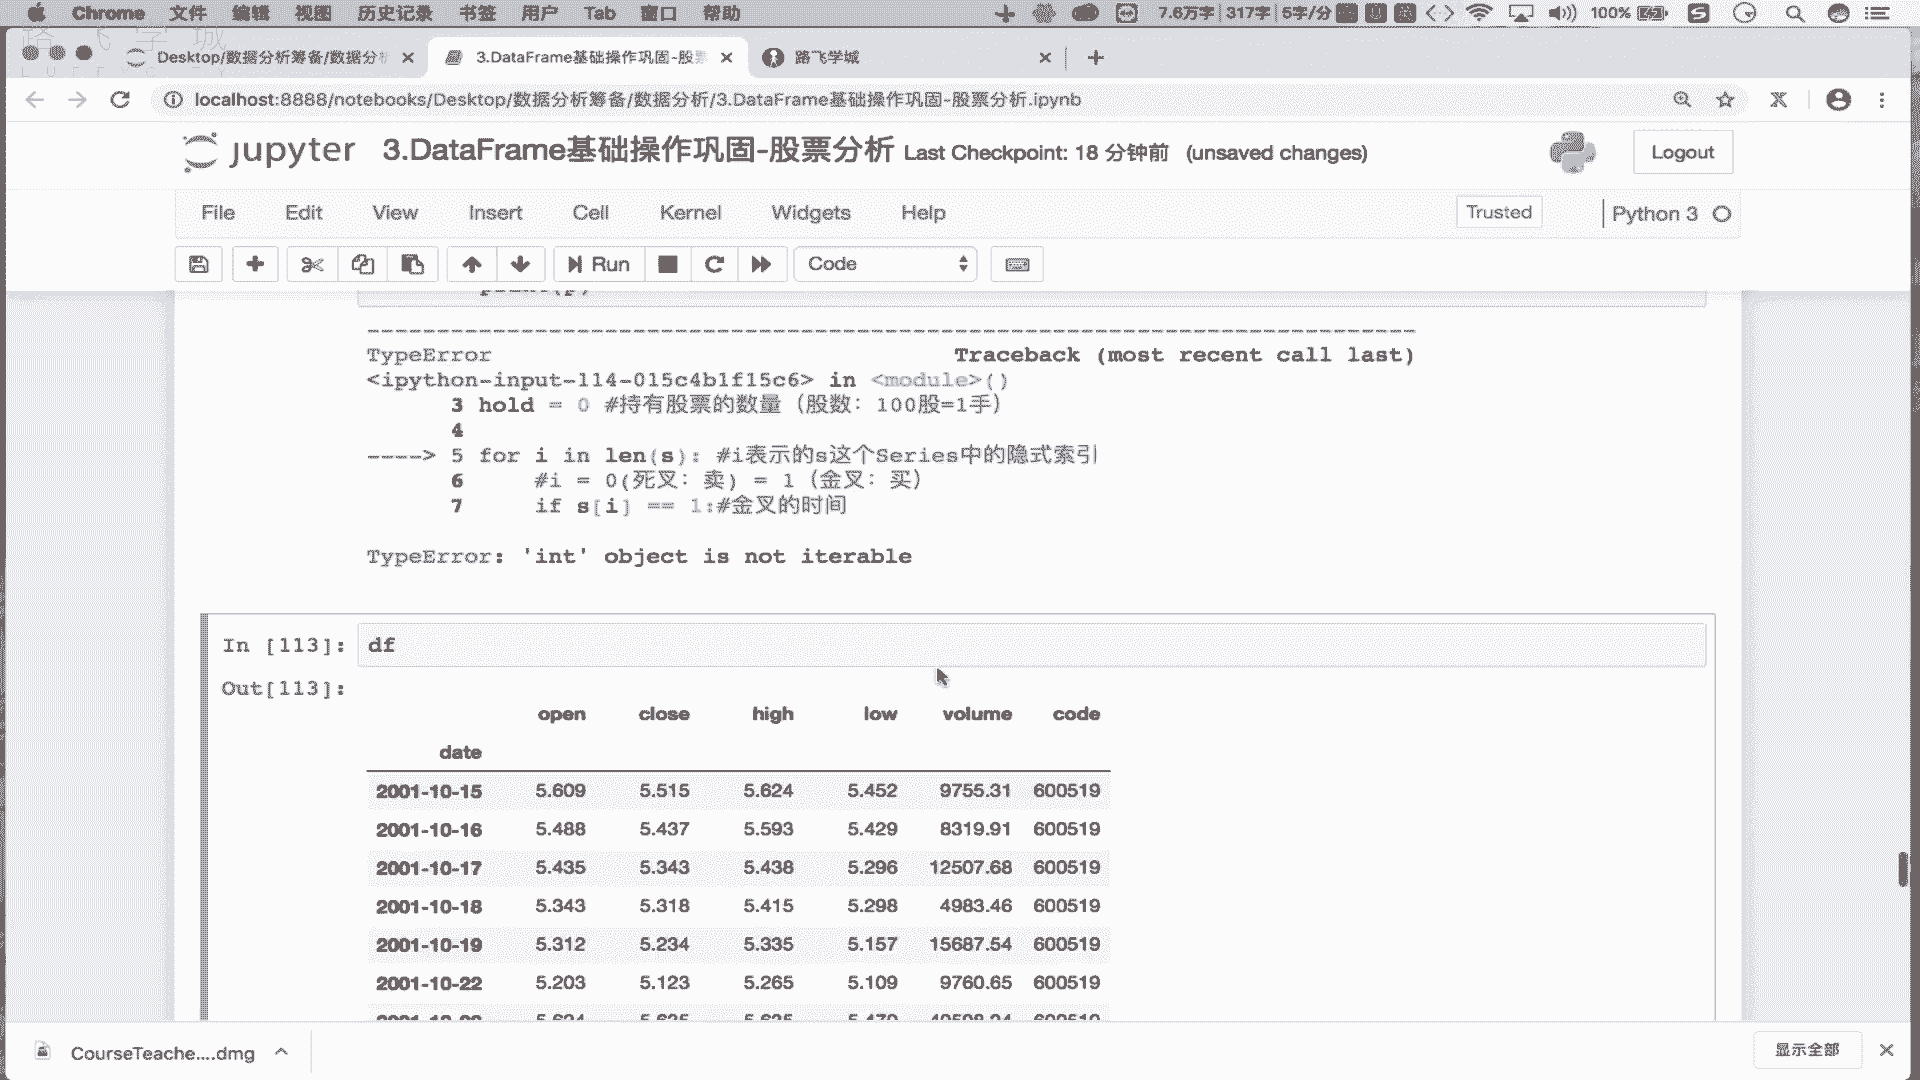 Chrome 文件 编辑 视图 历史记录 书签 用户 Tab 窗口 帮助 7.6万字 317字 5字/分 100%
Desktop/数据分析筹备/数据分析 3.DataFrame基础操作巩固-股票 路飞学城
localhost:8888/notebooks/Desktop/数据分析筹备/数据分析/3.DataFrame基础操作巩固-股票分析.ipynb
jupyter 3.DataFrame基础操作巩固-股票分析 Last Checkpoint: 18 分钟前 (unsaved changes) Logout
File Edit View Insert Cell Kernel Widgets Help Trusted Python 3
Run Code
TypeError Traceback (most recent call last)
<ipython-input-114-015c4b1f15c6> in <module>()
3 hold = 0 #持有股票的数量（股数：100股=1手）
4
----> 5 for i in len(s): #i表示的s这个Series中的隐式索引
6 #i = 0(死叉：卖) = 1（金叉：买）
7 if s[i] == 1:#金叉的时间
TypeError: 'int' object is not iterable
In [113]: df
Out[113]:
open close high low volume code
date
2001-10-15 5.609 5.515 5.624 5.452 9755.31 600519
2001-10-16 5.488 5.437 5.593 5.429 8319.91 600519
2001-10-17 5.435 5.343 5.438 5.296 12507.68 600519
2001-10-18 5.343 5.318 5.415 5.298 4983.46 600519
2001-10-19 5.312 5.234 5.335 5.157 15687.54 600519
2001-10-22 5.203 5.123 5.265 5.109 9760.65 600519
CourseTeache....dmg 显示全部